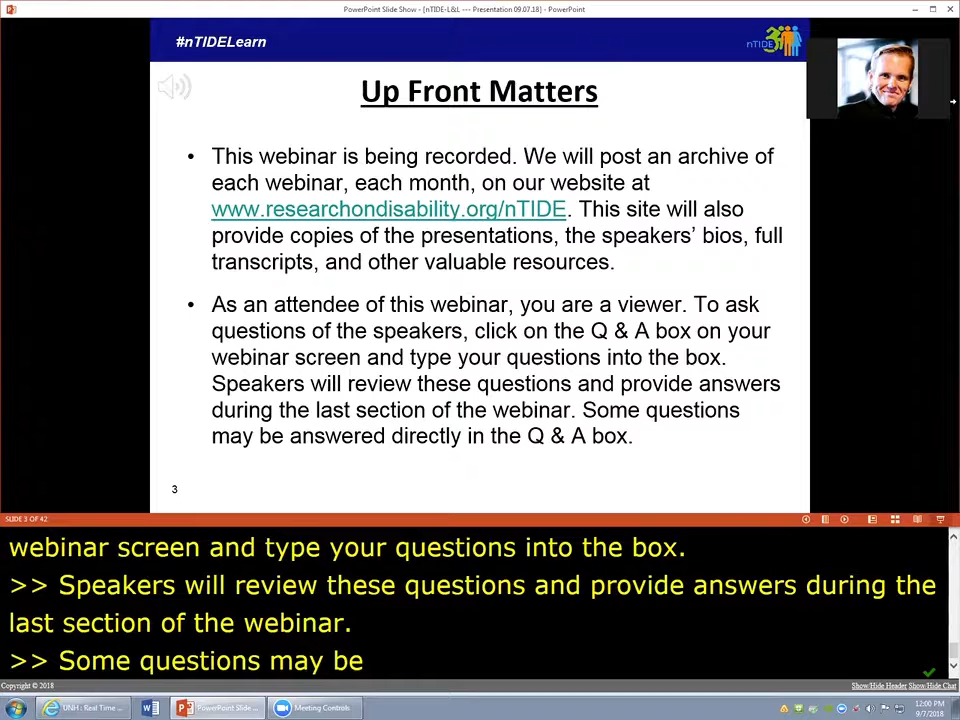 PowerPoint Slide Show - [nTIDE-L&L --- Presentation 09.07.18] - PowerPoint
#nTIDELearn
nTIDE
Up Front Matters
• This webinar is being recorded. We will post an archive of
each webinar, each month, on our website at
www.researchondisability.org/nTIDE. This site will also
provide copies of the presentations, the speakers’ bios, full
transcripts, and other valuable resources.
• As an attendee of this webinar, you are a viewer. To ask
questions of the speakers, click on the Q & A box on your
webinar screen and type your questions into the box.
Speakers will review these questions and provide answers
during the last section of the webinar. Some questions
may be answered directly in the Q & A box.
3
SLIDE 3 OF 42
webinar screen and type your questions into the box.
>> Speakers will review these questions and provide answers during the
last section of the webinar.
>> Some questions may be
Copyright © 2018
Show/Hide Header Show/Hide Chat
UNH : Real Time ...
PowerPoint Slide ...
Meeting Controls
12:00 PM
9/7/2018